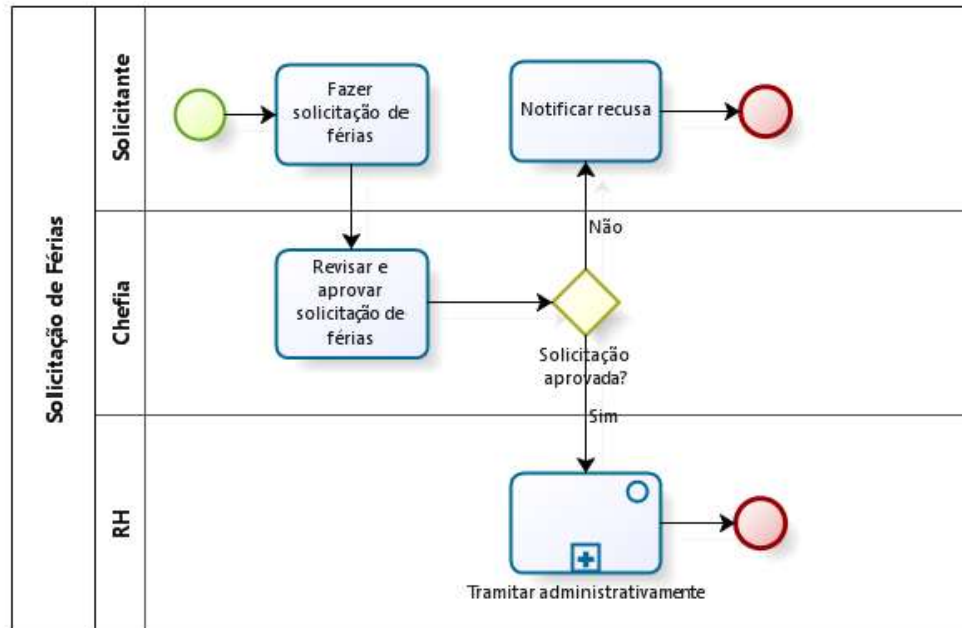 Solicitação de Férias
Solicitante
Fazer
solicitação de
férias
Notificar recusa
Chefia
Revisar e
aprovar
solicitação de
férias
Não
Solicitação
aprovada?
Sim
RH
Tramitar administrativamente